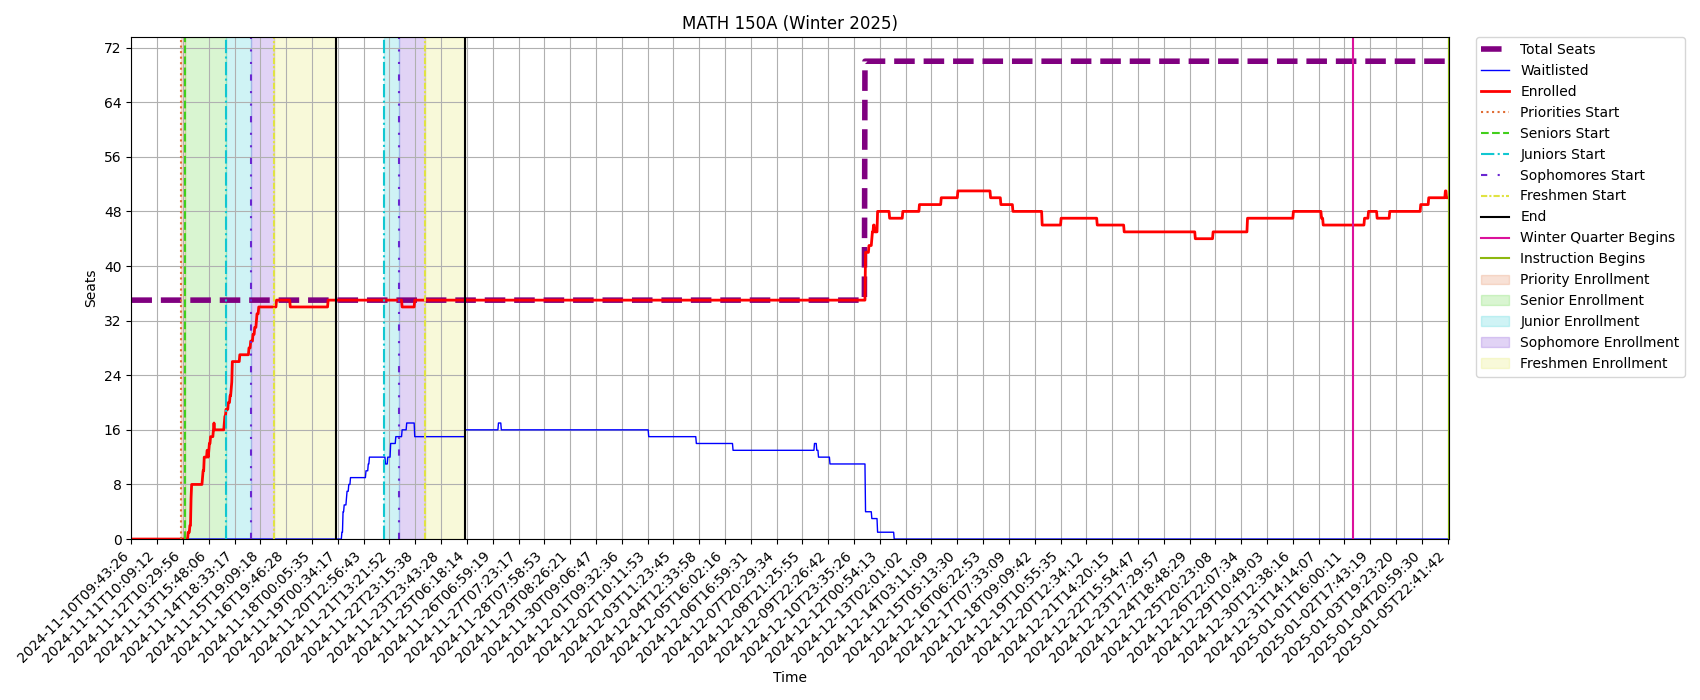 MATH 150A (Winter 2025)
Seats
72
64
56
48
40
32
24
16
8
0
2024-11-10T09:43:26
2024-11-11T10:09:12
2024-11-12T10:29:56
2024-11-13T15:48:06
2024-11-14T18:33:17
2024-11-15T19:09:18
2024-11-16T19:46:28
2024-11-18T00:05:35
2024-11-19T00:34:17
2024-11-20T12:56:43
2024-11-21T13:21:52
2024-11-22T23:15:38
2024-11-23T23:43:28
2024-11-25T06:18:14
2024-11-26T06:59:19
2024-11-27T07:23:17
2024-11-28T07:58:53
2024-11-29T08:26:21
2024-11-30T09:06:47
2024-12-01T09:32:36
2024-12-02T10:11:53
2024-12-03T11:23:45
2024-12-04T12:33:58
2024-12-05T16:02:16
2024-12-06T16:59:31
2024-12-07T20:29:34
2024-12-08T21:25:55
2024-12-09T22:26:42
2024-12-10T23:35:26
2024-12-12T00:54:13
2024-12-13T02:01:02
2024-12-14T03:11:09
2024-12-15T05:13:30
2024-12-16T06:22:53
2024-12-17T07:33:09
2024-12-18T09:09:42
2024-12-19T10:55:35
2024-12-20T12:34:12
2024-12-21T14:20:15
2024-12-22T15:54:47
2024-12-23T17:29:57
2024-12-24T18:48:29
2024-12-25T20:23:08
2024-12-26T22:07:34
2024-12-29T10:49:03
2024-12-30T12:38:16
2024-12-31T14:14:07
2025-01-01T16:00:11
2025-01-02T17:43:19
2025-01-03T19:23:20
2025-01-04T20:59:30
2025-01-05T22:41:42
Time
Total Seats
Waitlisted
Enrolled
Priorities Start
Seniors Start
Juniors Start
Sophomores Start
Freshmen Start
End
Winter Quarter Begins
Instruction Begins
Priority Enrollment
Senior Enrollment
Junior Enrollment
Sophomore Enrollment
Freshmen Enrollment